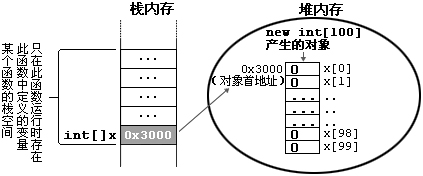 栈内存
堆内存
某个函数的栈空间
此函数中定义的变量
只在此函数运行时存在
...
...
...
...
int[]x 0x3000
new int[100]
产生的对象
0x3000 0 x[0]
(对象首地址) 0 x[1]
... ... ..
... ... ..
0 x[98]
0 x[99]